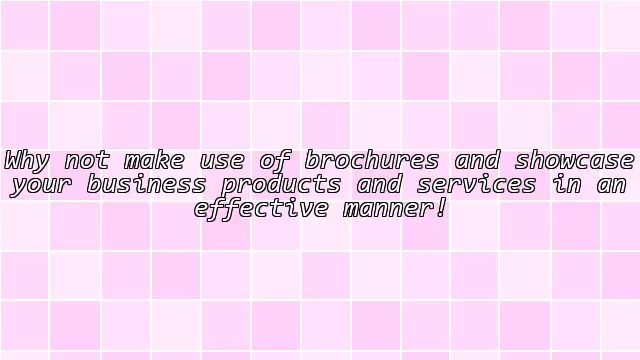 Why not make use of brochures and showcase
your business products and services in an
effective manner!